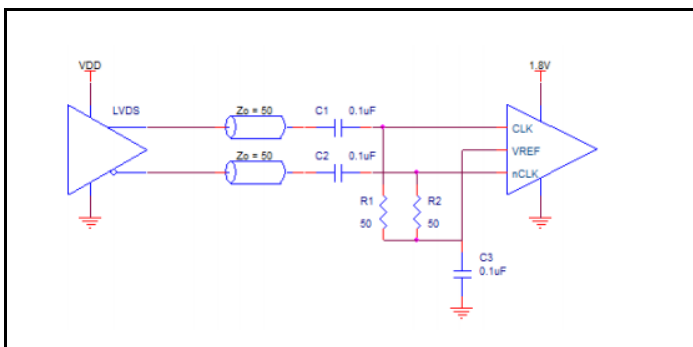 VDD
1.8V
LVDS
Zo = 50
C1
0.1uF
CLK
Zo = 50
C2
0.1uF
VREF
nCLK
R1
R2
50
50
C3
0.1uF